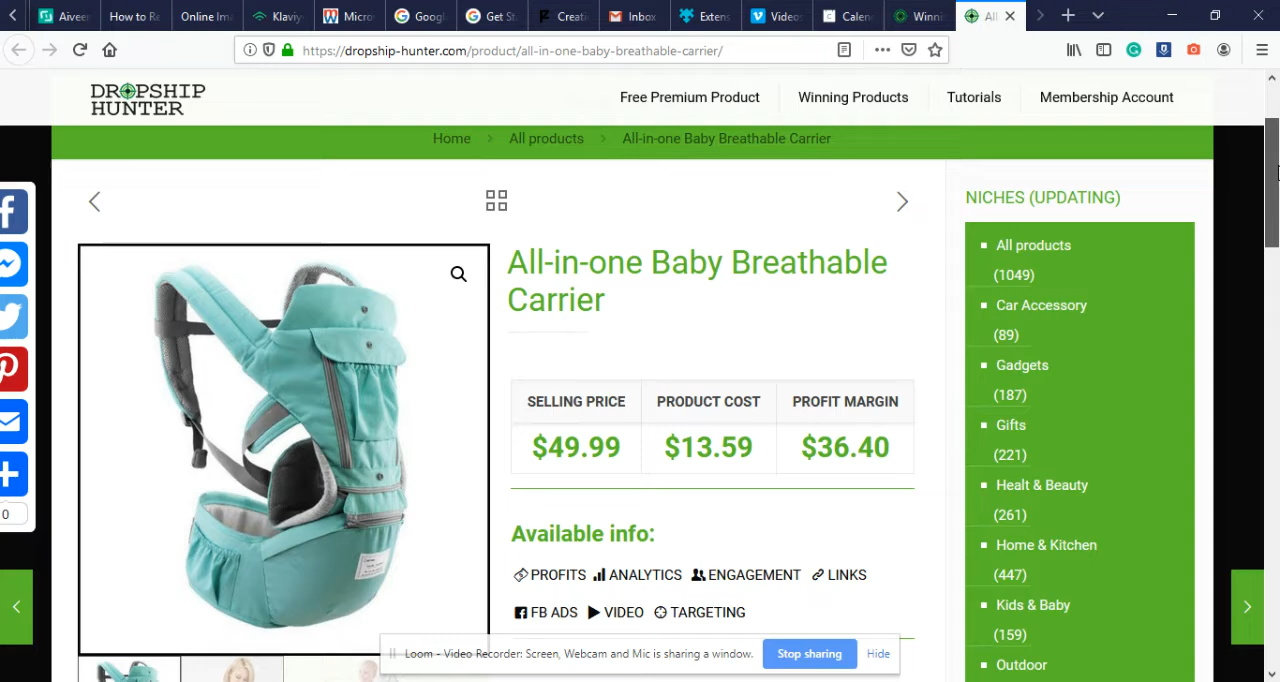 Aiveen
How to Re
Online Ima
Klaviy
Micro
Googl
Get St
Creati
Inbox
Extens
Videos
Calen
Winni
All
https://dropship-hunter.com/product/all-in-one-baby-breathable-carrier/
DROPSHIP
HUNTER
Free Premium Product
Winning Products
Tutorials
Membership Account
Home > All products > All-in-one Baby Breathable Carrier
NICHES (UPDATING)
All products
(1049)
Car Accessory
(89)
Gadgets
(187)
Gifts
(221)
Healt & Beauty
(261)
Home & Kitchen
(447)
Kids & Baby
(159)
Outdoor
All-in-one Baby Breathable
Carrier
SELLING PRICE PRODUCT COST PROFIT MARGIN
$49.99 $13.59 $36.40
Available info:
PROFITS ANALYTICS ENGAGEMENT LINKS
FB ADS VIDEO TARGETING
0
Loom - Video Recorder: Screen, Webcam and Mic is sharing a window. Stop sharing Hide